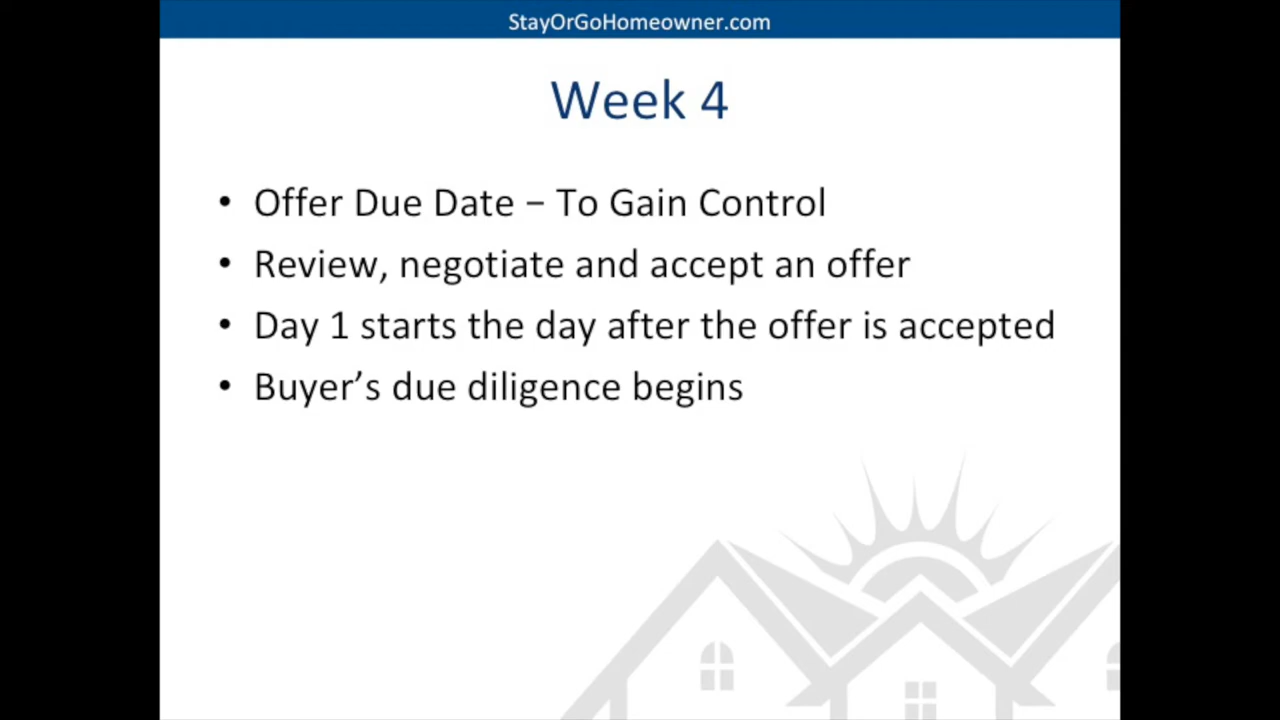 StayOrGoHomeowner.com
Week 4
• Offer Due Date – To Gain Control
• Review, negotiate and accept an offer
• Day 1 starts the day after the offer is accepted
• Buyer’s due diligence begins